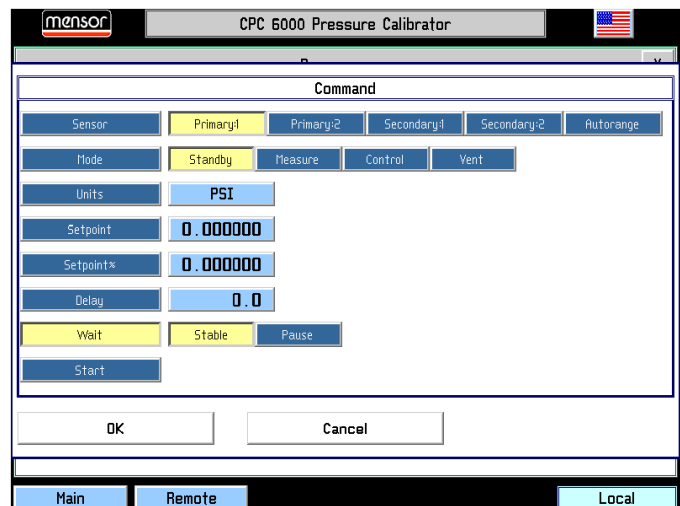 mensor CPC 6000 Pressure Calibrator
Command
Sensor Primary:1 Primary:2 Secondary:1 Secondary:2 Autorange
Mode Standby Measure Control Vent
Units PSI
Setpoint 0.000000
Setpoint% 0.000000
Delay 0.0
Wait Stable Pause
Start
OK Cancel
Main Remote Local